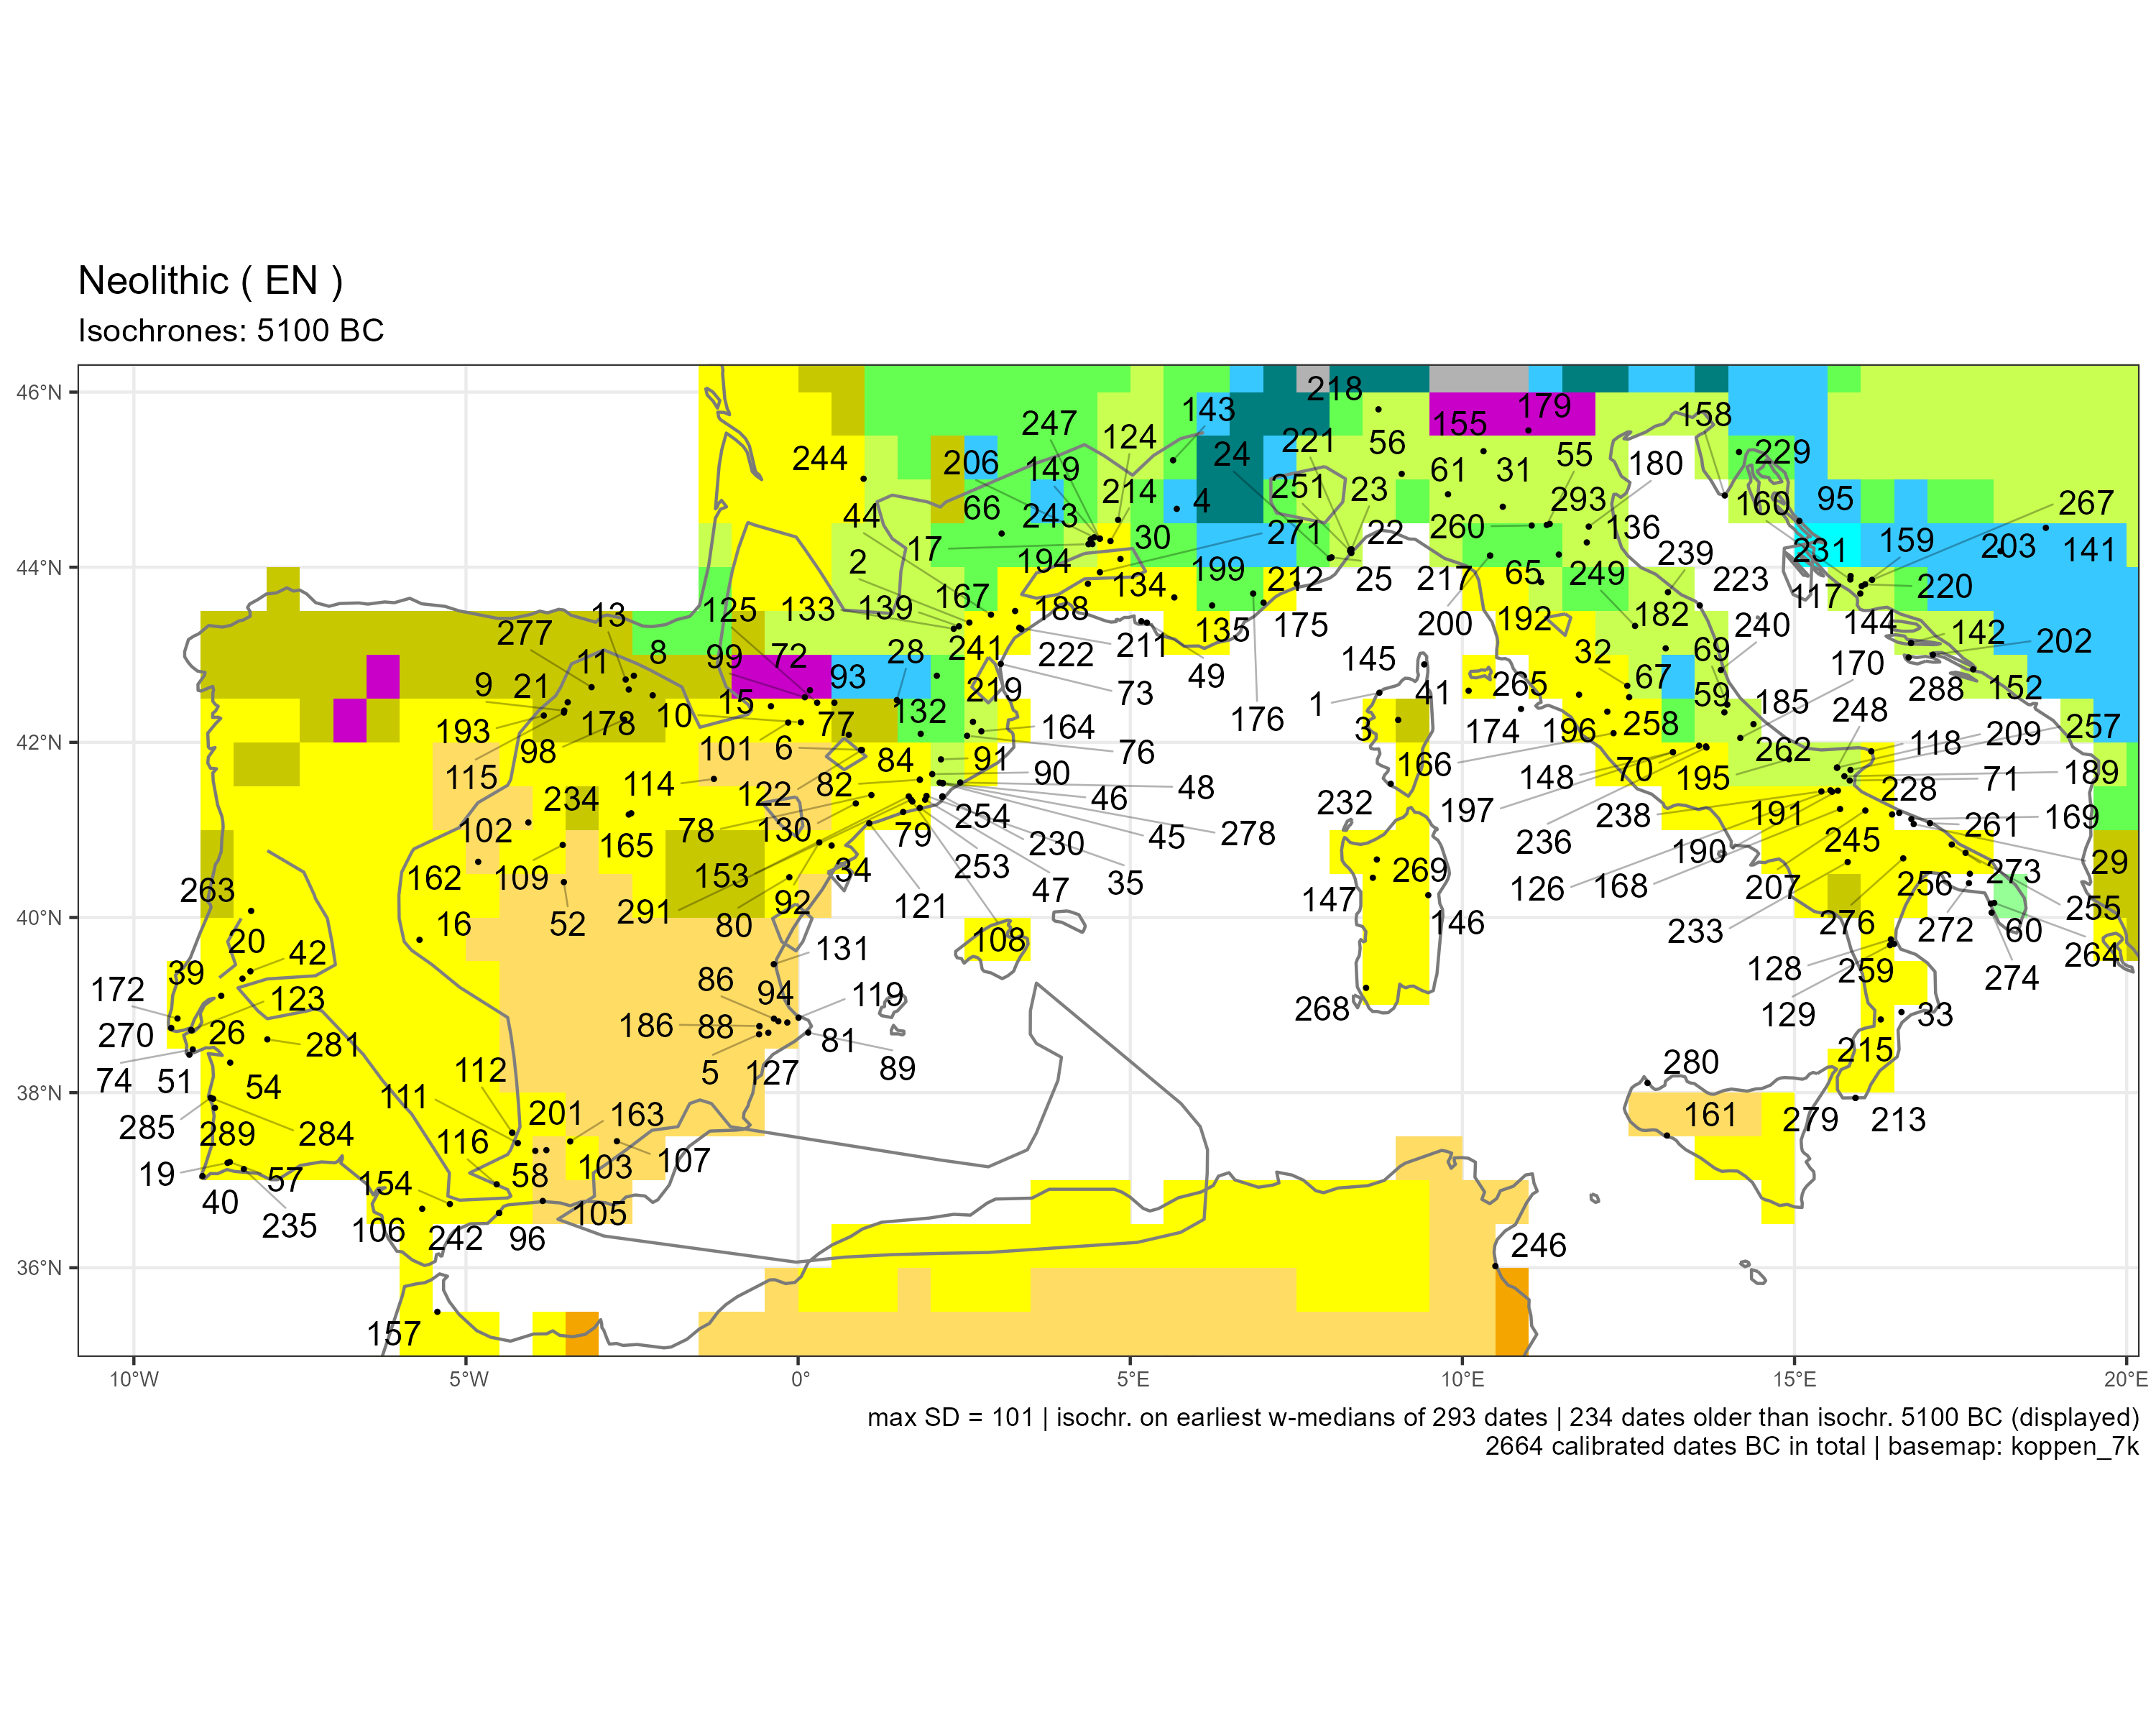 Neolithic ( EN )
Isochrones: 5100 BC
46°N
44°N
42°N
40°N
38°N
36°N
218
143 155 179 158
247 124 24 221 56 55
244 206 149 61 31 180 229
214 4 251 23 293 160 95 267
44 66 243 260 136
17 30 271 22 231 159 203 141
2 194 199 212 25 217 65 249 239 223
167 134 117 220
13 125 133 139 188 135 175 200 192 182 240 144
277 241 211 142 202
11 8 99 72 28 222 49 145 32 69 170
9 21 93 219 73 1 41 265 67 59 288 152
193 178 10 15 77 132 176 3 174 196 258 185 248 257
98 101 6 164 118 209
115 84 91 76 166 148 70 262
114 122 82 90 46 48 195 228 71 189
234 232 197 238 191
102 78 130 79 254 45 278 236 245 261 169
165 230 190
109 153 34 253 47 35 269 126 168 207 256 273 29
263 162 291 92 121 147
16 52 80 146 233 276 272 60 255
20 42 131 108 259 264
39 86 128 274
172 123 94 119 268 129 33
270 26 186 88 81
281 215
74 51 54 112 5 127 89 280
111 161 279 213
285 289 284 116 201 163
19 57 58 103 107
40 154 105
235 106 242 96 246
157
10°W 5°W 0° 5°E 10°E 15°E 20°E
max SD = 101 | isochr. on earliest w-medians of 293 dates | 234 dates older than isochr. 5100 BC (displayed)
2664 calibrated dates BC in total | basemap: koppen_7k